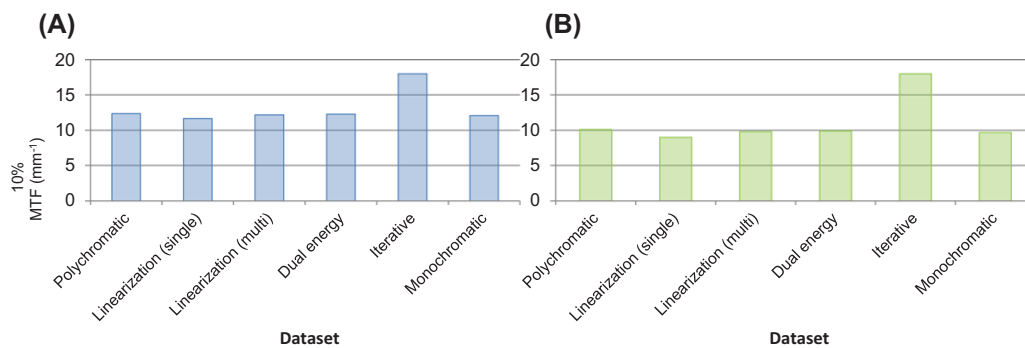 (A)
(B)
20
15
10
5
0
10%
MTF (mm⁻¹)
Polychromatic
Linearization (single)
Linearization (multi)
Dual energy
Iterative
Monochromatic
Dataset
20
15
10
5
0
Polychromatic
Linearization (single)
Linearization (multi)
Dual energy
Iterative
Monochromatic
Dataset